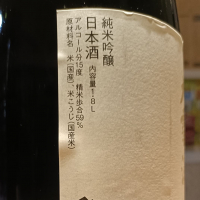 純米吟醸
日本酒 内容量1.8L
アルコール分15度・精米歩合59%
原材料名 米(国産)、米こうじ(国産米)